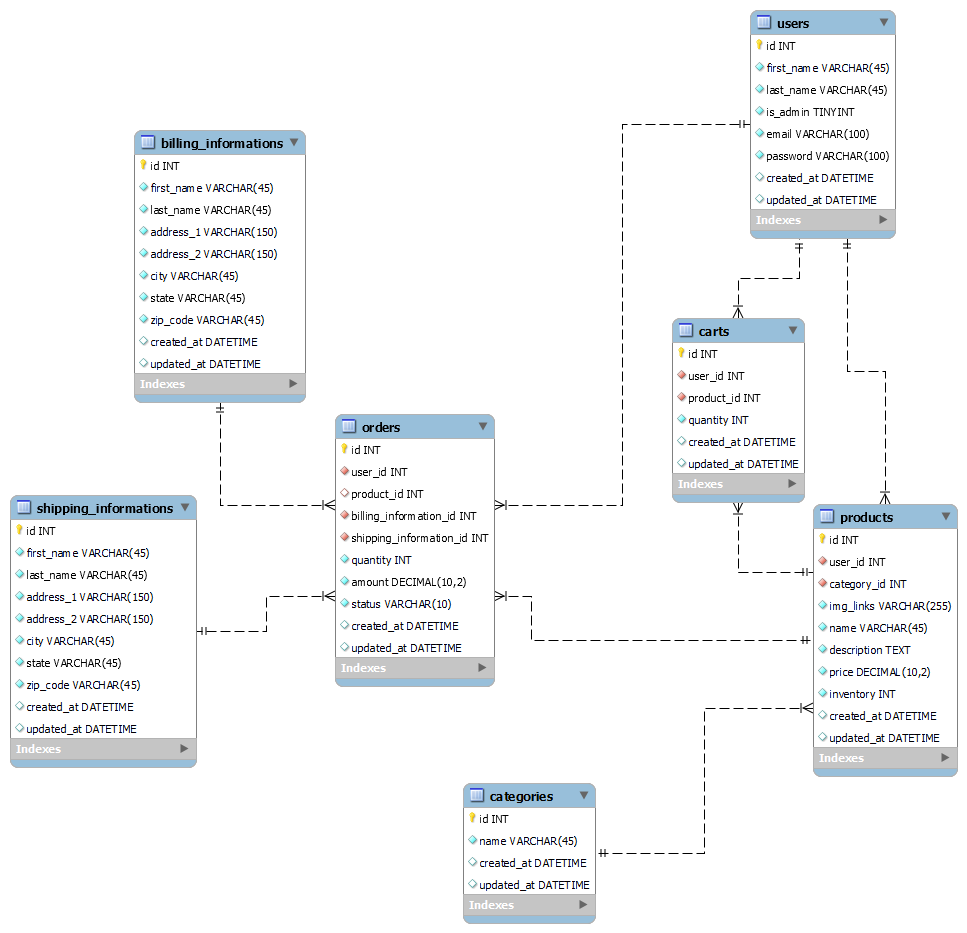 users
id INT
first_name VARCHAR(45)
last_name VARCHAR(45)
is_admin TINYINT
email VARCHAR(100)
password VARCHAR(100)
created_at DATETIME
updated_at DATETIME
Indexes
billing_informations
id INT
first_name VARCHAR(45)
last_name VARCHAR(45)
address_1 VARCHAR(150)
address_2 VARCHAR(150)
city VARCHAR(45)
state VARCHAR(45)
zip_code VARCHAR(45)
created_at DATETIME
updated_at DATETIME
Indexes
carts
id INT
user_id INT
product_id INT
quantity INT
created_at DATETIME
updated_at DATETIME
Indexes
orders
id INT
user_id INT
product_id INT
billing_information_id INT
shipping_information_id INT
quantity INT
amount DECIMAL(10,2)
status VARCHAR(10)
created_at DATETIME
updated_at DATETIME
Indexes
shipping_informations
id INT
first_name VARCHAR(45)
last_name VARCHAR(45)
address_1 VARCHAR(150)
address_2 VARCHAR(150)
city VARCHAR(45)
state VARCHAR(45)
zip_code VARCHAR(45)
created_at DATETIME
updated_at DATETIME
Indexes
products
id INT
user_id INT
category_id INT
img_links VARCHAR(255)
name VARCHAR(45)
description TEXT
price DECIMAL(10,2)
inventory INT
created_at DATETIME
updated_at DATETIME
Indexes
categories
id INT
name VARCHAR(45)
created_at DATETIME
updated_at DATETIME
Indexes